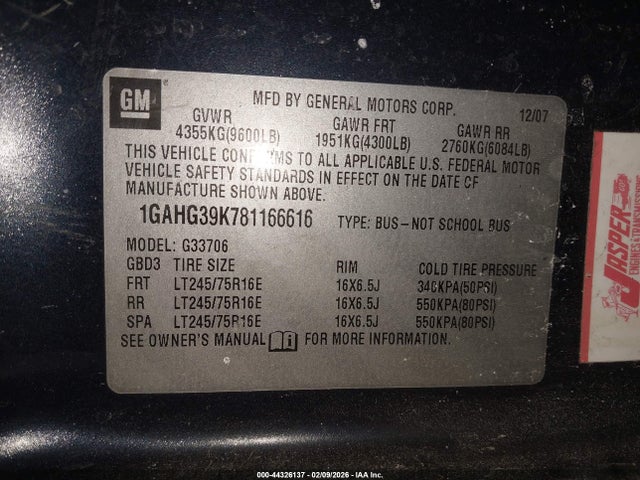 GM
MFD BY GENERAL MOTORS CORP. 12/07
GVWR GAWR FRT GAWR RR
4355KG(9600LB) 1951KG(4300LB) 2760KG(6084LB)
THIS VEHICLE CONFORMS TO ALL APPLICABLE U.S. FEDERAL MOTOR
VEHICLE SAFETY STANDARDS IN EFFECT ON THE DATE OF
MANUFACTURE SHOWN ABOVE.
1GAHG39K781166616 TYPE: BUS-NOT SCHOOL BUS
MODEL: G33706
GBD3 TIRE SIZE RIM COLD TIRE PRESSURE
FRT LT245/75R16E 16X6.5J 340KPA(50PSI)
RR LT245/75R16E 16X6.5J 550KPA(80PSI)
SPA LT245/75R16E 16X6.5J 550KPA(80PSI)
SEE OWNER'S MANUAL FOR MORE INFORMATION.
JASPER
ENGINES & TRANSMISSIONS
000-44326137 - 02/09/2026 - IAA Inc.